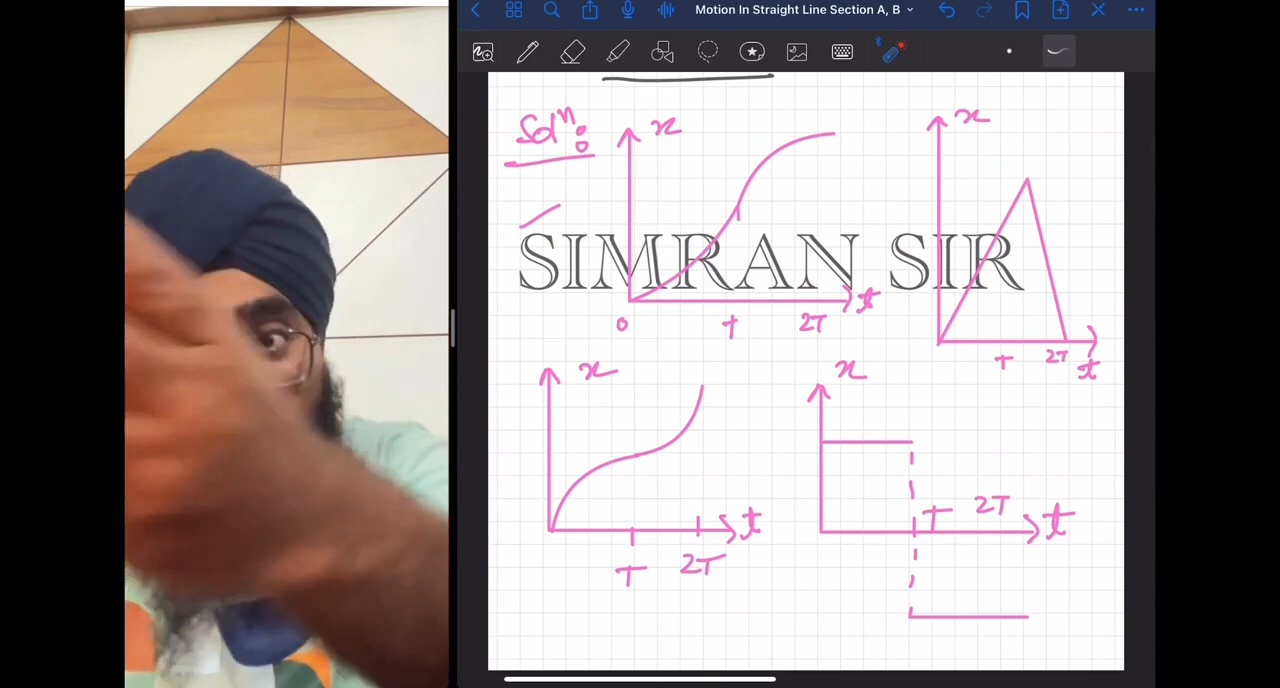 Motion In Straight Line Section A, B
Solⁿ:
x
x
SIMRAN SIR
t
0 T 2T
T 2T t
x
x
T 2T t
t
T 2T